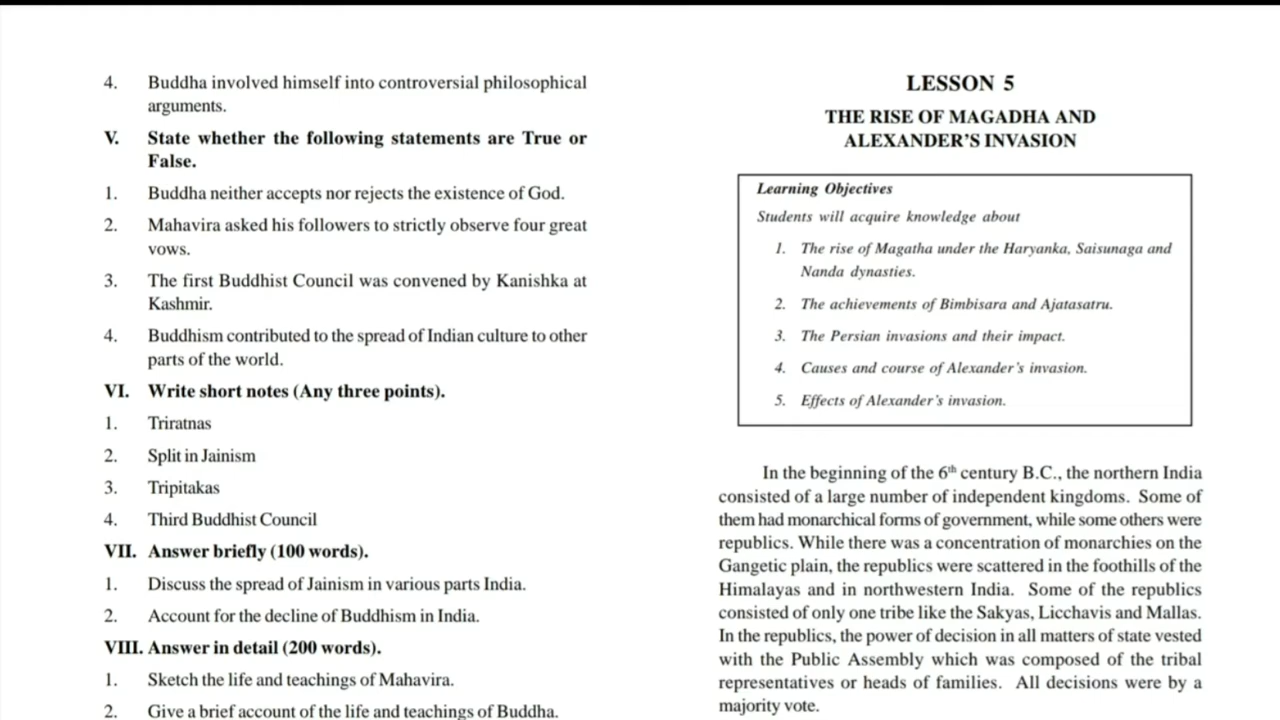 4. Buddha involved himself into controversial philosophical
arguments.
V. State whether the following statements are True or
False.
1. Buddha neither accepts nor rejects the existence of God.
2. Mahavira asked his followers to strictly observe four great
vows.
3. The first Buddhist Council was convened by Kanishka at
Kashmir.
4. Buddhism contributed to the spread of Indian culture to other
parts of the world.
VI. Write short notes (Any three points).
1. Triratnas
2. Split in Jainism
3. Tripitakas
4. Third Buddhist Council
VII. Answer briefly (100 words).
1. Discuss the spread of Jainism in various parts India.
2. Account for the decline of Buddhism in India.
VIII. Answer in detail (200 words).
1. Sketch the life and teachings of Mahavira.
2. Give a brief account of the life and teachings of Buddha.
LESSON 5
THE RISE OF MAGADHA AND
ALEXANDER'S INVASION
Learning Objectives
Students will acquire knowledge about
1. The rise of Magatha under the Haryanka, Saisunaga and
Nanda dynasties.
2. The achievements of Bimbisara and Ajatasatru.
3. The Persian invasions and their impact.
4. Causes and course of Alexander's invasion.
5. Effects of Alexander's invasion.
In the beginning of the 6th century B.C., the northern India
consisted of a large number of independent kingdoms. Some of
them had monarchical forms of government, while some others were
republics. While there was a concentration of monarchies on the
Gangetic plain, the republics were scattered in the foothills of the
Himalayas and in northwestern India. Some of the republics
consisted of only one tribe like the Sakyas, Licchavis and Mallas.
In the republics, the power of decision in all matters of state vested
with the Public Assembly which was composed of the tribal
representatives or heads of families. All decisions were by a
majority vote.